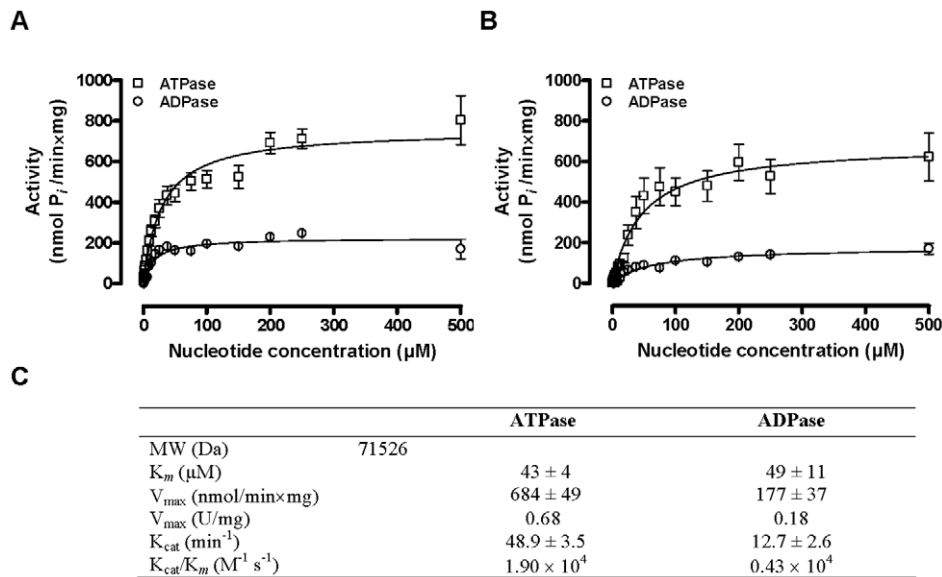 A
B
ATPase
ADPase
Activity
(nmol Pi /min×mg)
1000
800
600
400
200
0
0 100 200 300 400 500
Nucleotide concentration (µM)
ATPase
ADPase
Activity
(nmol Pi /min×mg)
1000
800
600
400
200
0
0 100 200 300 400 500
Nucleotide concentration (µM)
C
ATPase ADPase
MW (Da) 71526
Km (µM) 43 ± 4 49 ± 11
Vmax (nmol/min×mg) 684 ± 49 177 ± 37
Vmax (U/mg) 0.68 0.18
Kcat (min⁻¹) 48.9 ± 3.5 12.7 ± 2.6
Kcat/Km (M⁻¹ s⁻¹) 1.90 × 10⁴ 0.43 × 10⁴